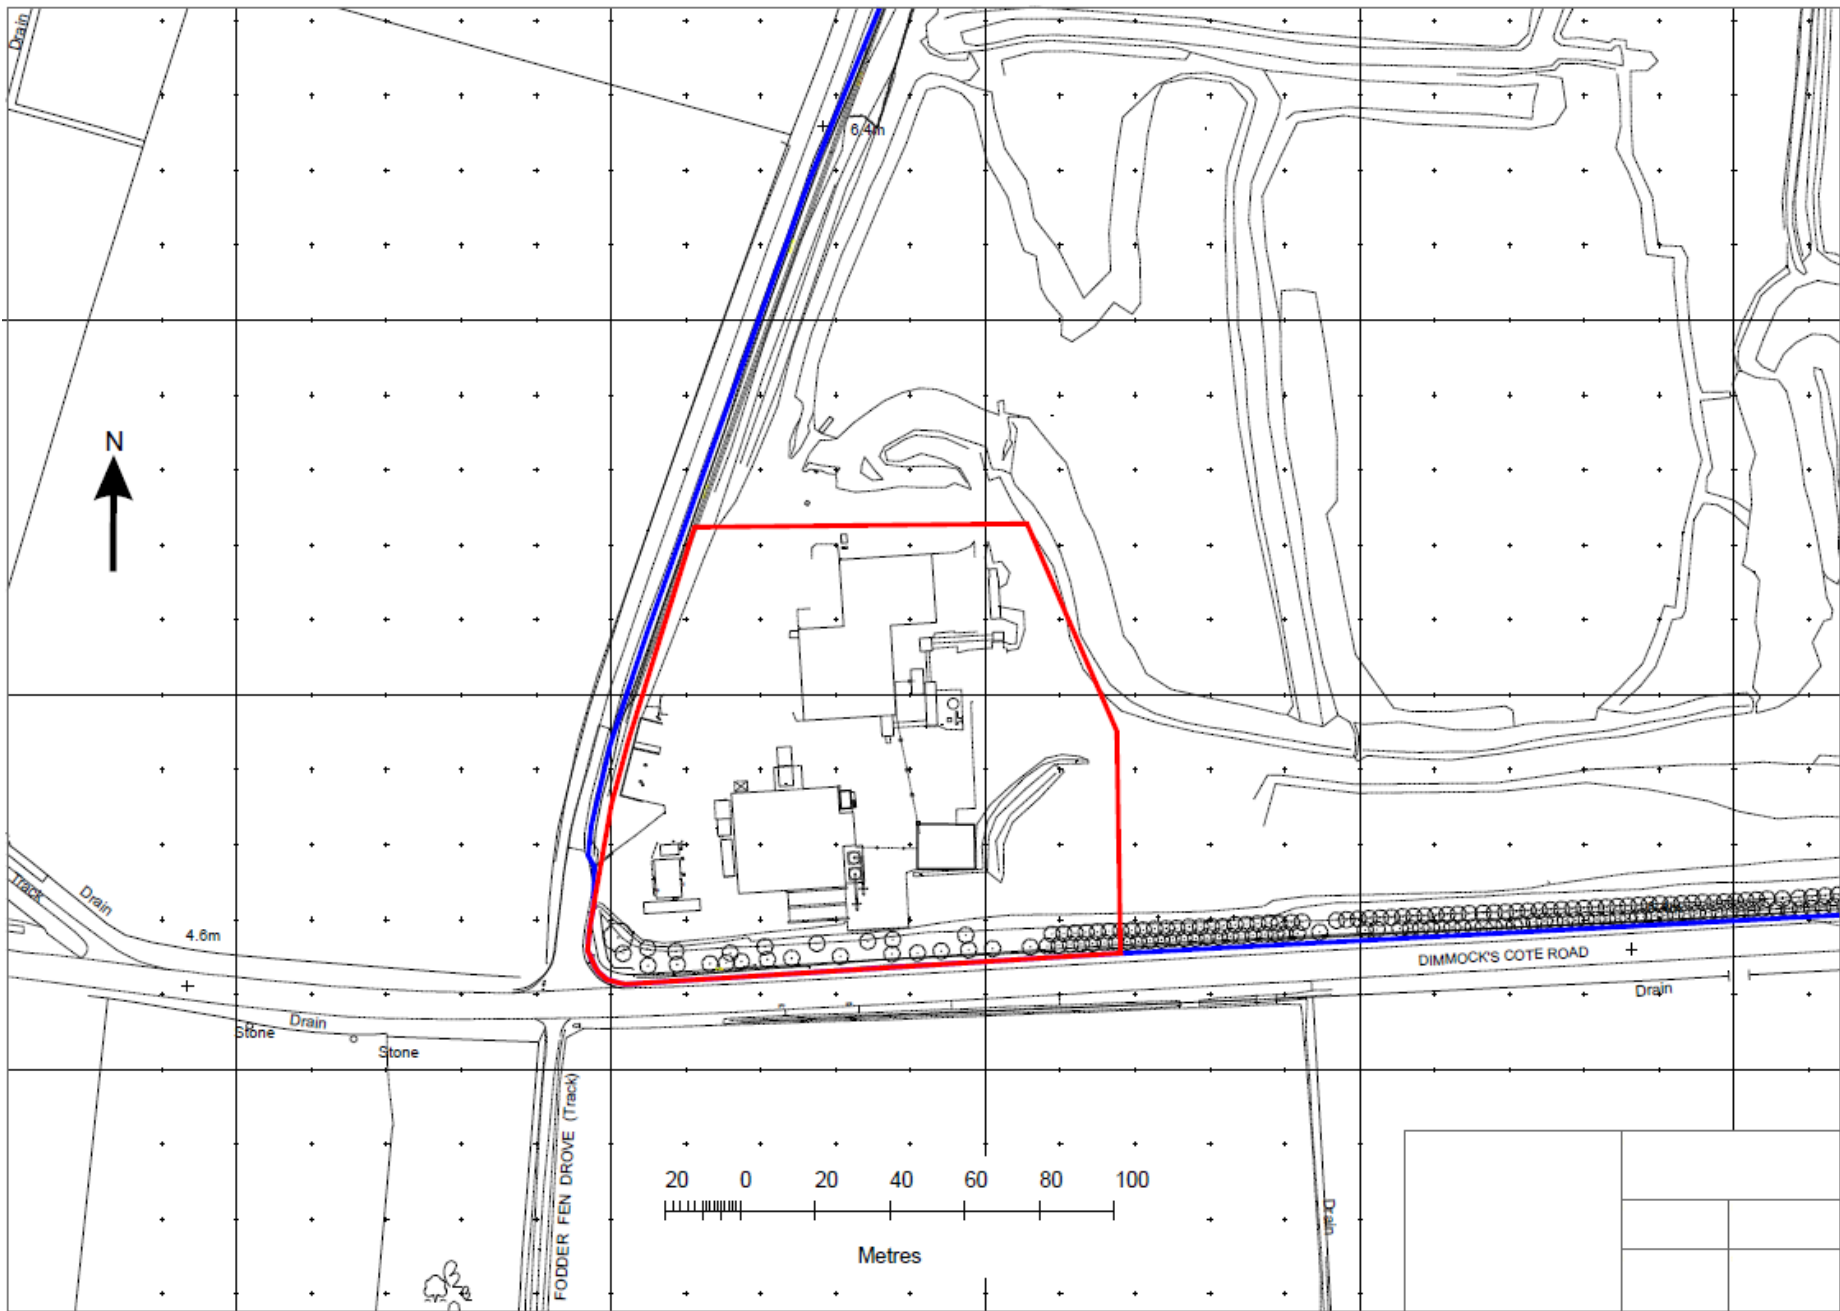 Drain
6.4m
N
Track
Drain
4.6m
DIMMOCK'S COTE ROAD
Drain
Drain
Stone
Stone
FODDER FEN DROVE (Track)
20 0 20 40 60 80 100
Metres
Drain